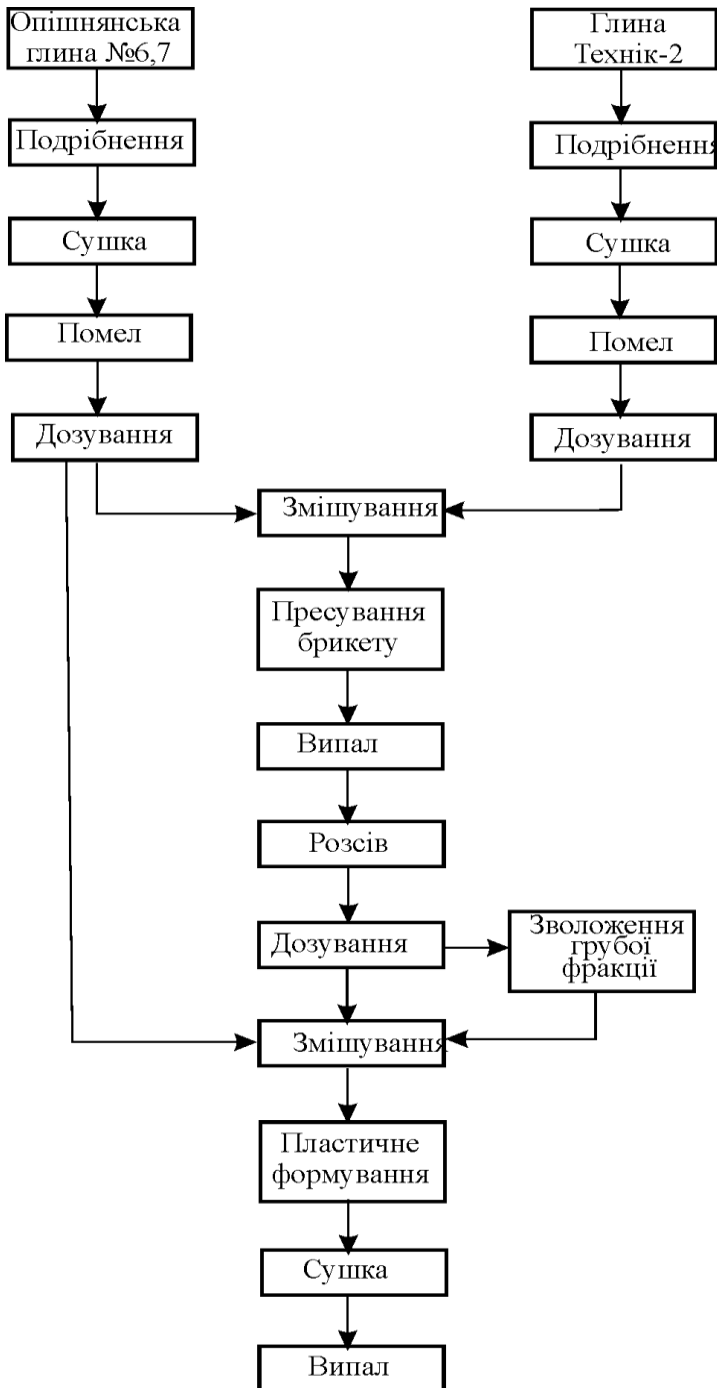 Опішнянська
глина №6,7
Глина
Технік-2
Подрібнення
Подрібнення
Сушка
Сушка
Помел
Помел
Дозування
Дозування
Змішування
Пресування
брикету
Випал
Розсів
Дозування
Зволоження
грубої
фракції
Змішування
Пластичне
формування
Сушка
Випал